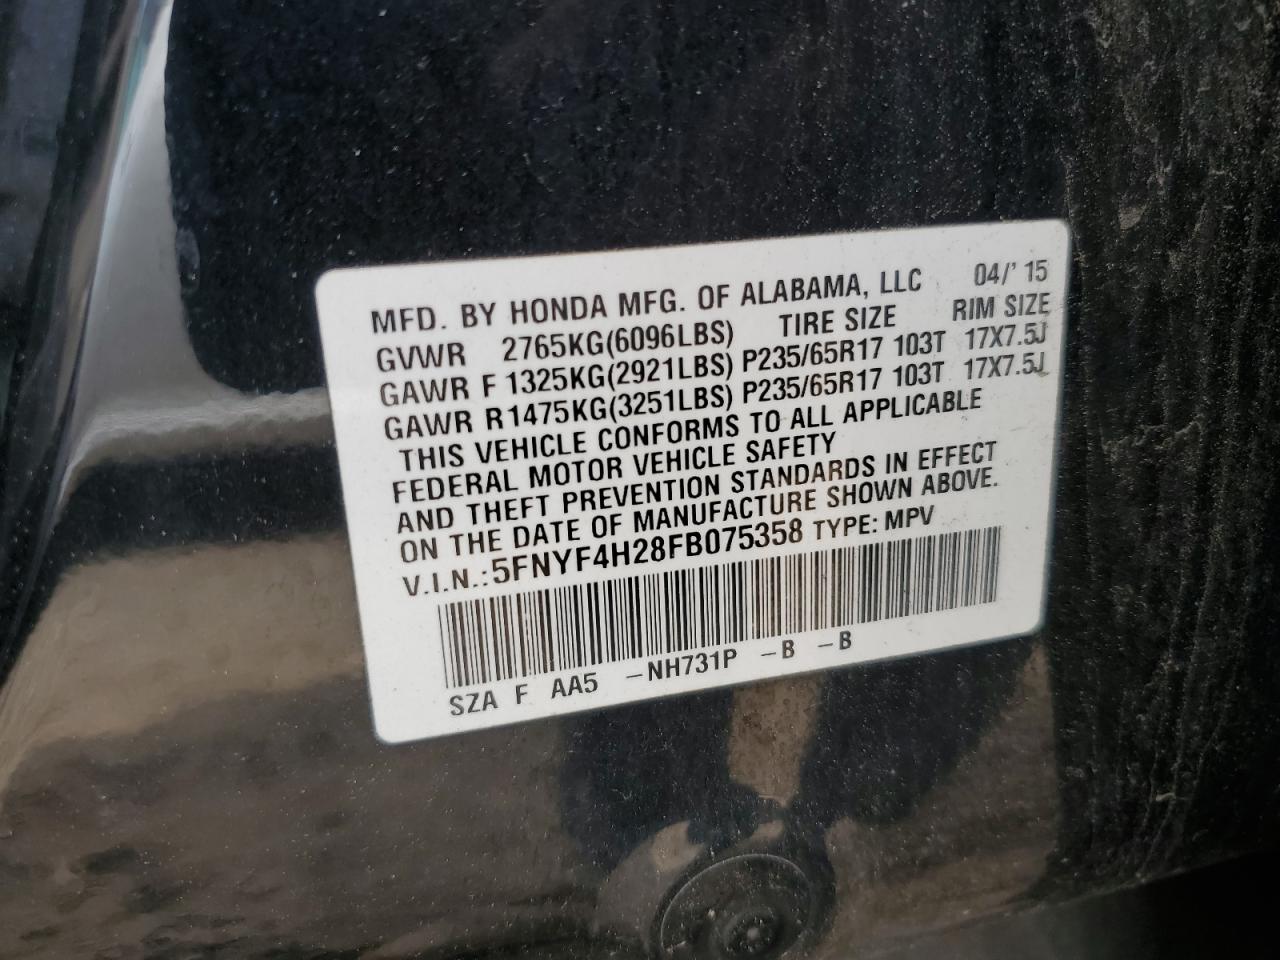 MFD. BY HONDA MFG. OF ALABAMA, LLC 04/'15
GVWR 2765KG(6096LBS) TIRE SIZE RIM SIZE
GAWR F 1325KG(2921LBS) P235/65R17 103T 17X7.5J
GAWR R 1475KG(3251LBS) P235/65R17 103T 17X7.5J
THIS VEHICLE CONFORMS TO ALL APPLICABLE
FEDERAL MOTOR VEHICLE SAFETY
AND THEFT PREVENTION STANDARDS IN EFFECT
ON THE DATE OF MANUFACTURE SHOWN ABOVE.
V.I.N.:5FNYF4H28FB075358 TYPE: MPV
SZA F AA5 -NH731P -B -B